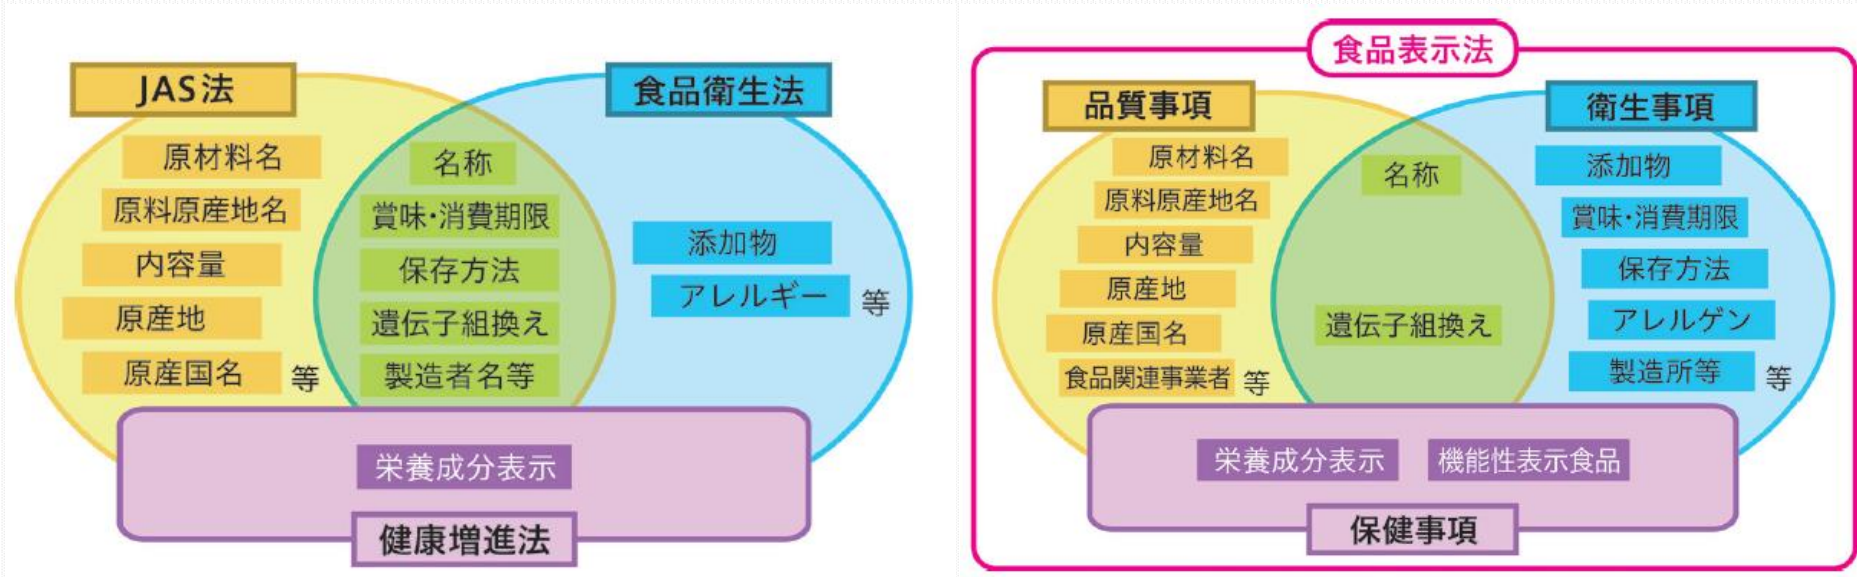 JAS法
食品衛生法
原材料名
原料原産地名
内容量
原産地
原産国名 等
名称
賞味・消費期限
保存方法
遺伝子組換え
製造者名等
添加物
アレルギー 等
栄養成分表示
健康増進法
食品表示法
品質事項
衛生事項
原材料名
原料原産地名
内容量
原産地
原産国名
食品関連事業者 等
名称
遺伝子組換え
添加物
賞味・消費期限
保存方法
アレルゲン
製造所等 等
栄養成分表示 機能性表示食品
保健事項